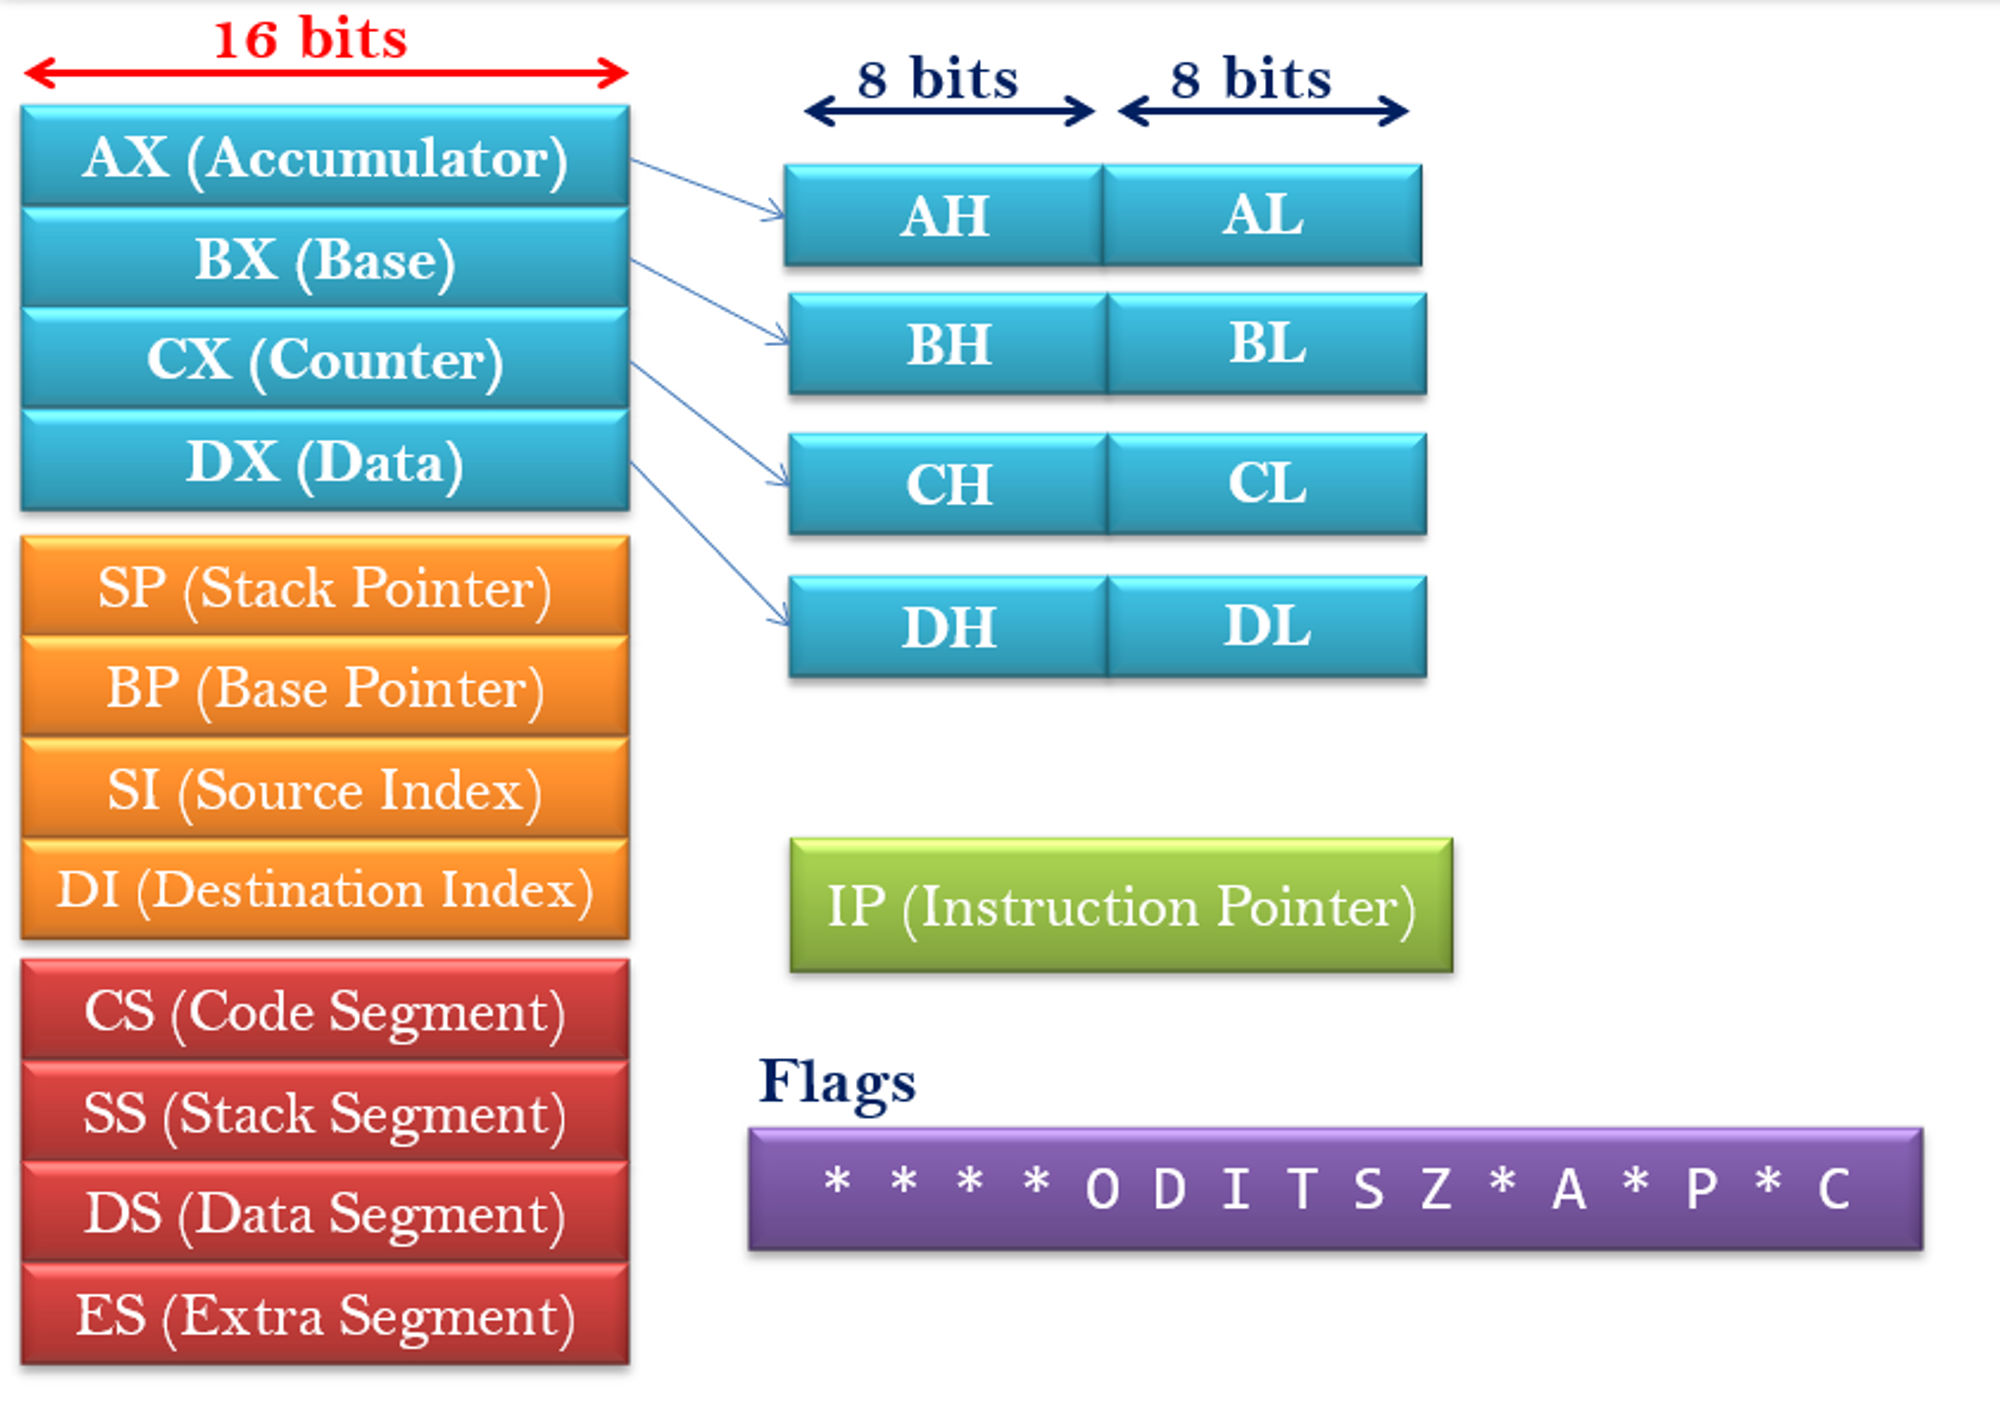 16 bits
AX (Accumulator)
BX (Base)
CX (Counter)
DX (Data)
SP (Stack Pointer)
BP (Base Pointer)
SI (Source Index)
DI (Destination Index)
CS (Code Segment)
SS (Stack Segment)
DS (Data Segment)
ES (Extra Segment)
8 bits 8 bits
AH AL
BH BL
CH CL
DH DL
IP (Instruction Pointer)
Flags
* * * * O D I T S Z * A * P * C